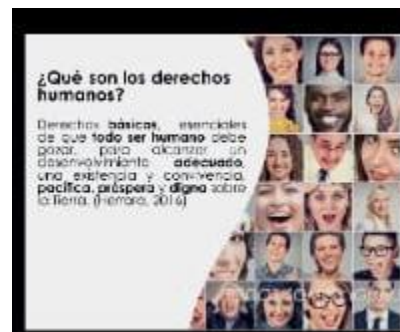 ¿Qué son los derechos
humanos?
Derechos básicos, esenciales
de que todo ser humano debe
gozar, para alcanzar un
desenvolvimiento adecuado,
una existencia y convivencia,
pacífica, próspera y digna sobre
la Tierra. (Herrera, 2016)